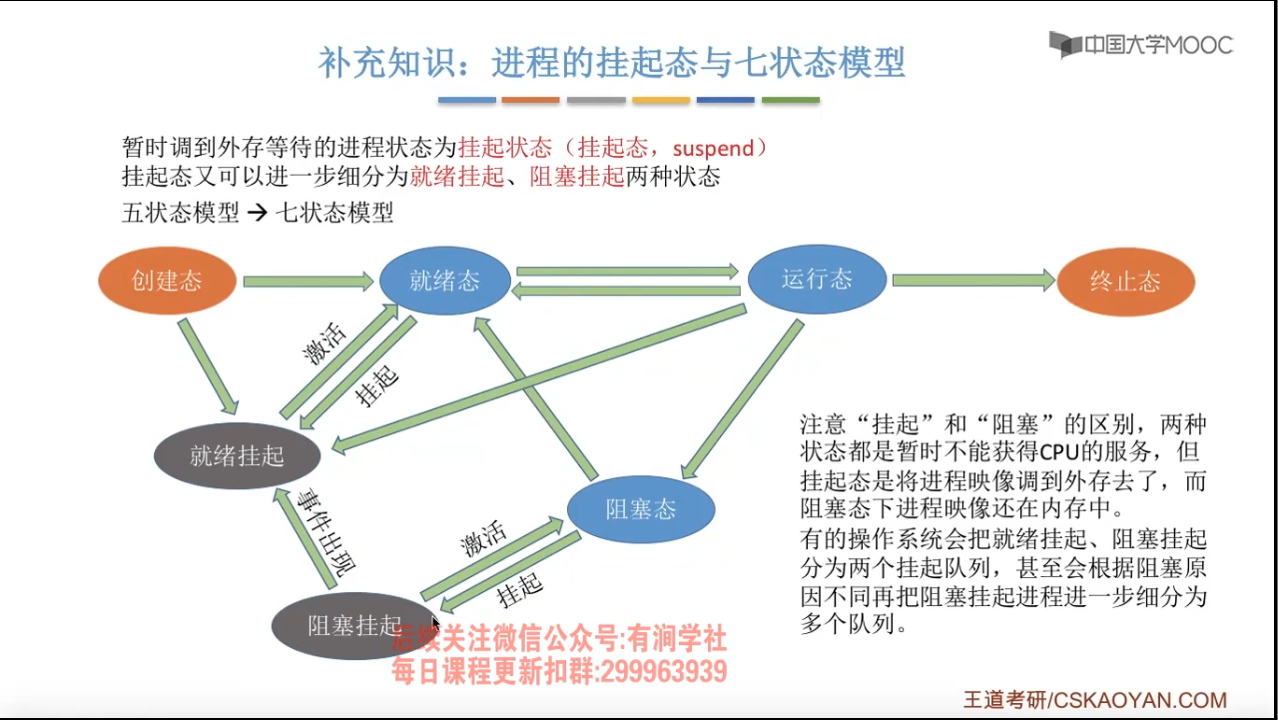 中国大学MOOC
补充知识：进程的挂起态与七状态模型
暂时调到外存等待的进程状态为挂起状态（挂起态，suspend）
挂起态又可以进一步细分为就绪挂起、阻塞挂起两种状态
五状态模型 → 七状态模型
创建态
就绪态
运行态
终止态
激活
挂起
就绪挂起
事件出现
阻塞态
激活
挂起
阻塞挂起
注意“挂起”和“阻塞”的区别，两种
状态都是暂时不能获得CPU的服务，但
挂起态是将进程映像调到外存去了，而
阻塞态下进程映像还在内存中。
有的操作系统会把就绪挂起、阻塞挂起
分为两个挂起队列，甚至会根据阻塞原
因不同再把阻塞挂起进程进一步细分为
多个队列。
后续关注微信公众号:有涧学社
每日课程更新扣群:299963939
王道考研/CSKAOYAN.COM